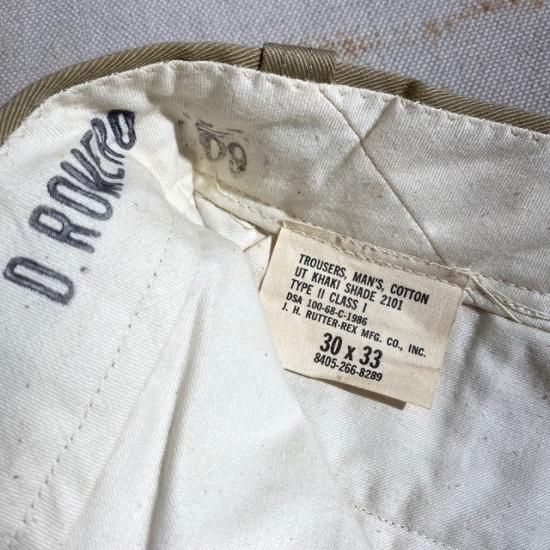 D. ROMERO
TROUSERS, MAN'S, COTTON
UT KHAKI SHADE 2101
TYPE II CLASS I
DSA 100-68-C-1986
J. H. RUTTER-REX MFG. CO., INC.
30 x 33
8405-266-8289